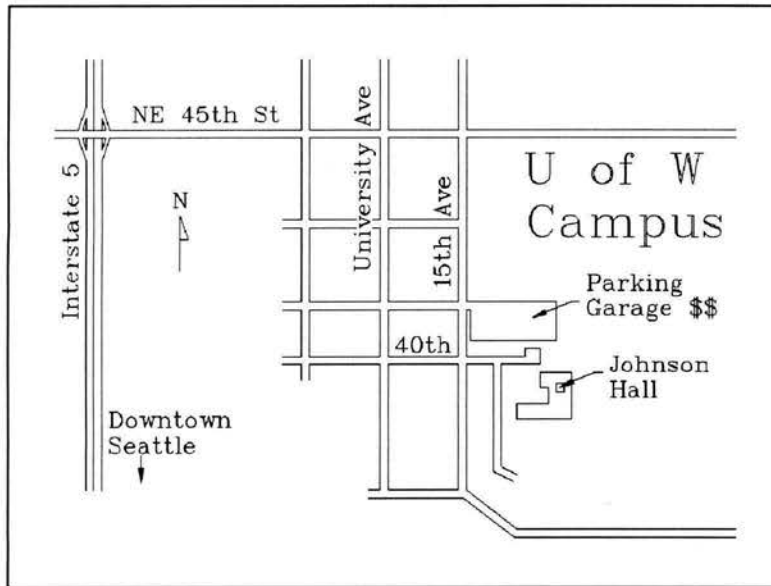 NE 45th St
University Ave
Interstate 5
N
15th Ave
U of W
Campus
Parking
Garage $$
40th
Johnson
Hall
Downtown
Seattle